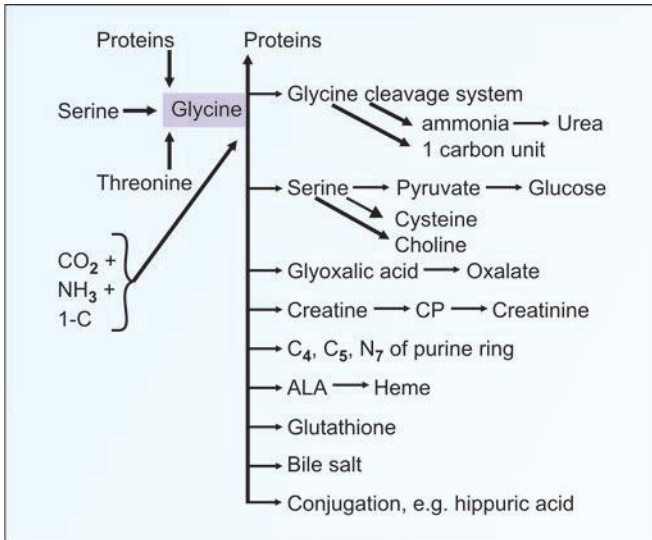 Proteins
Proteins
Serine
Glycine
Threonine
CO₂ +
NH₃ +
1-C
Glycine cleavage system
ammonia
Urea
1 carbon unit
Serine
Pyruvate
Glucose
Cysteine
Choline
Glyoxalic acid
Oxalate
Creatine
CP
Creatinine
C₄, C₅, N₇ of purine ring
ALA
Heme
Glutathione
Bile salt
Conjugation, e.g. hippuric acid